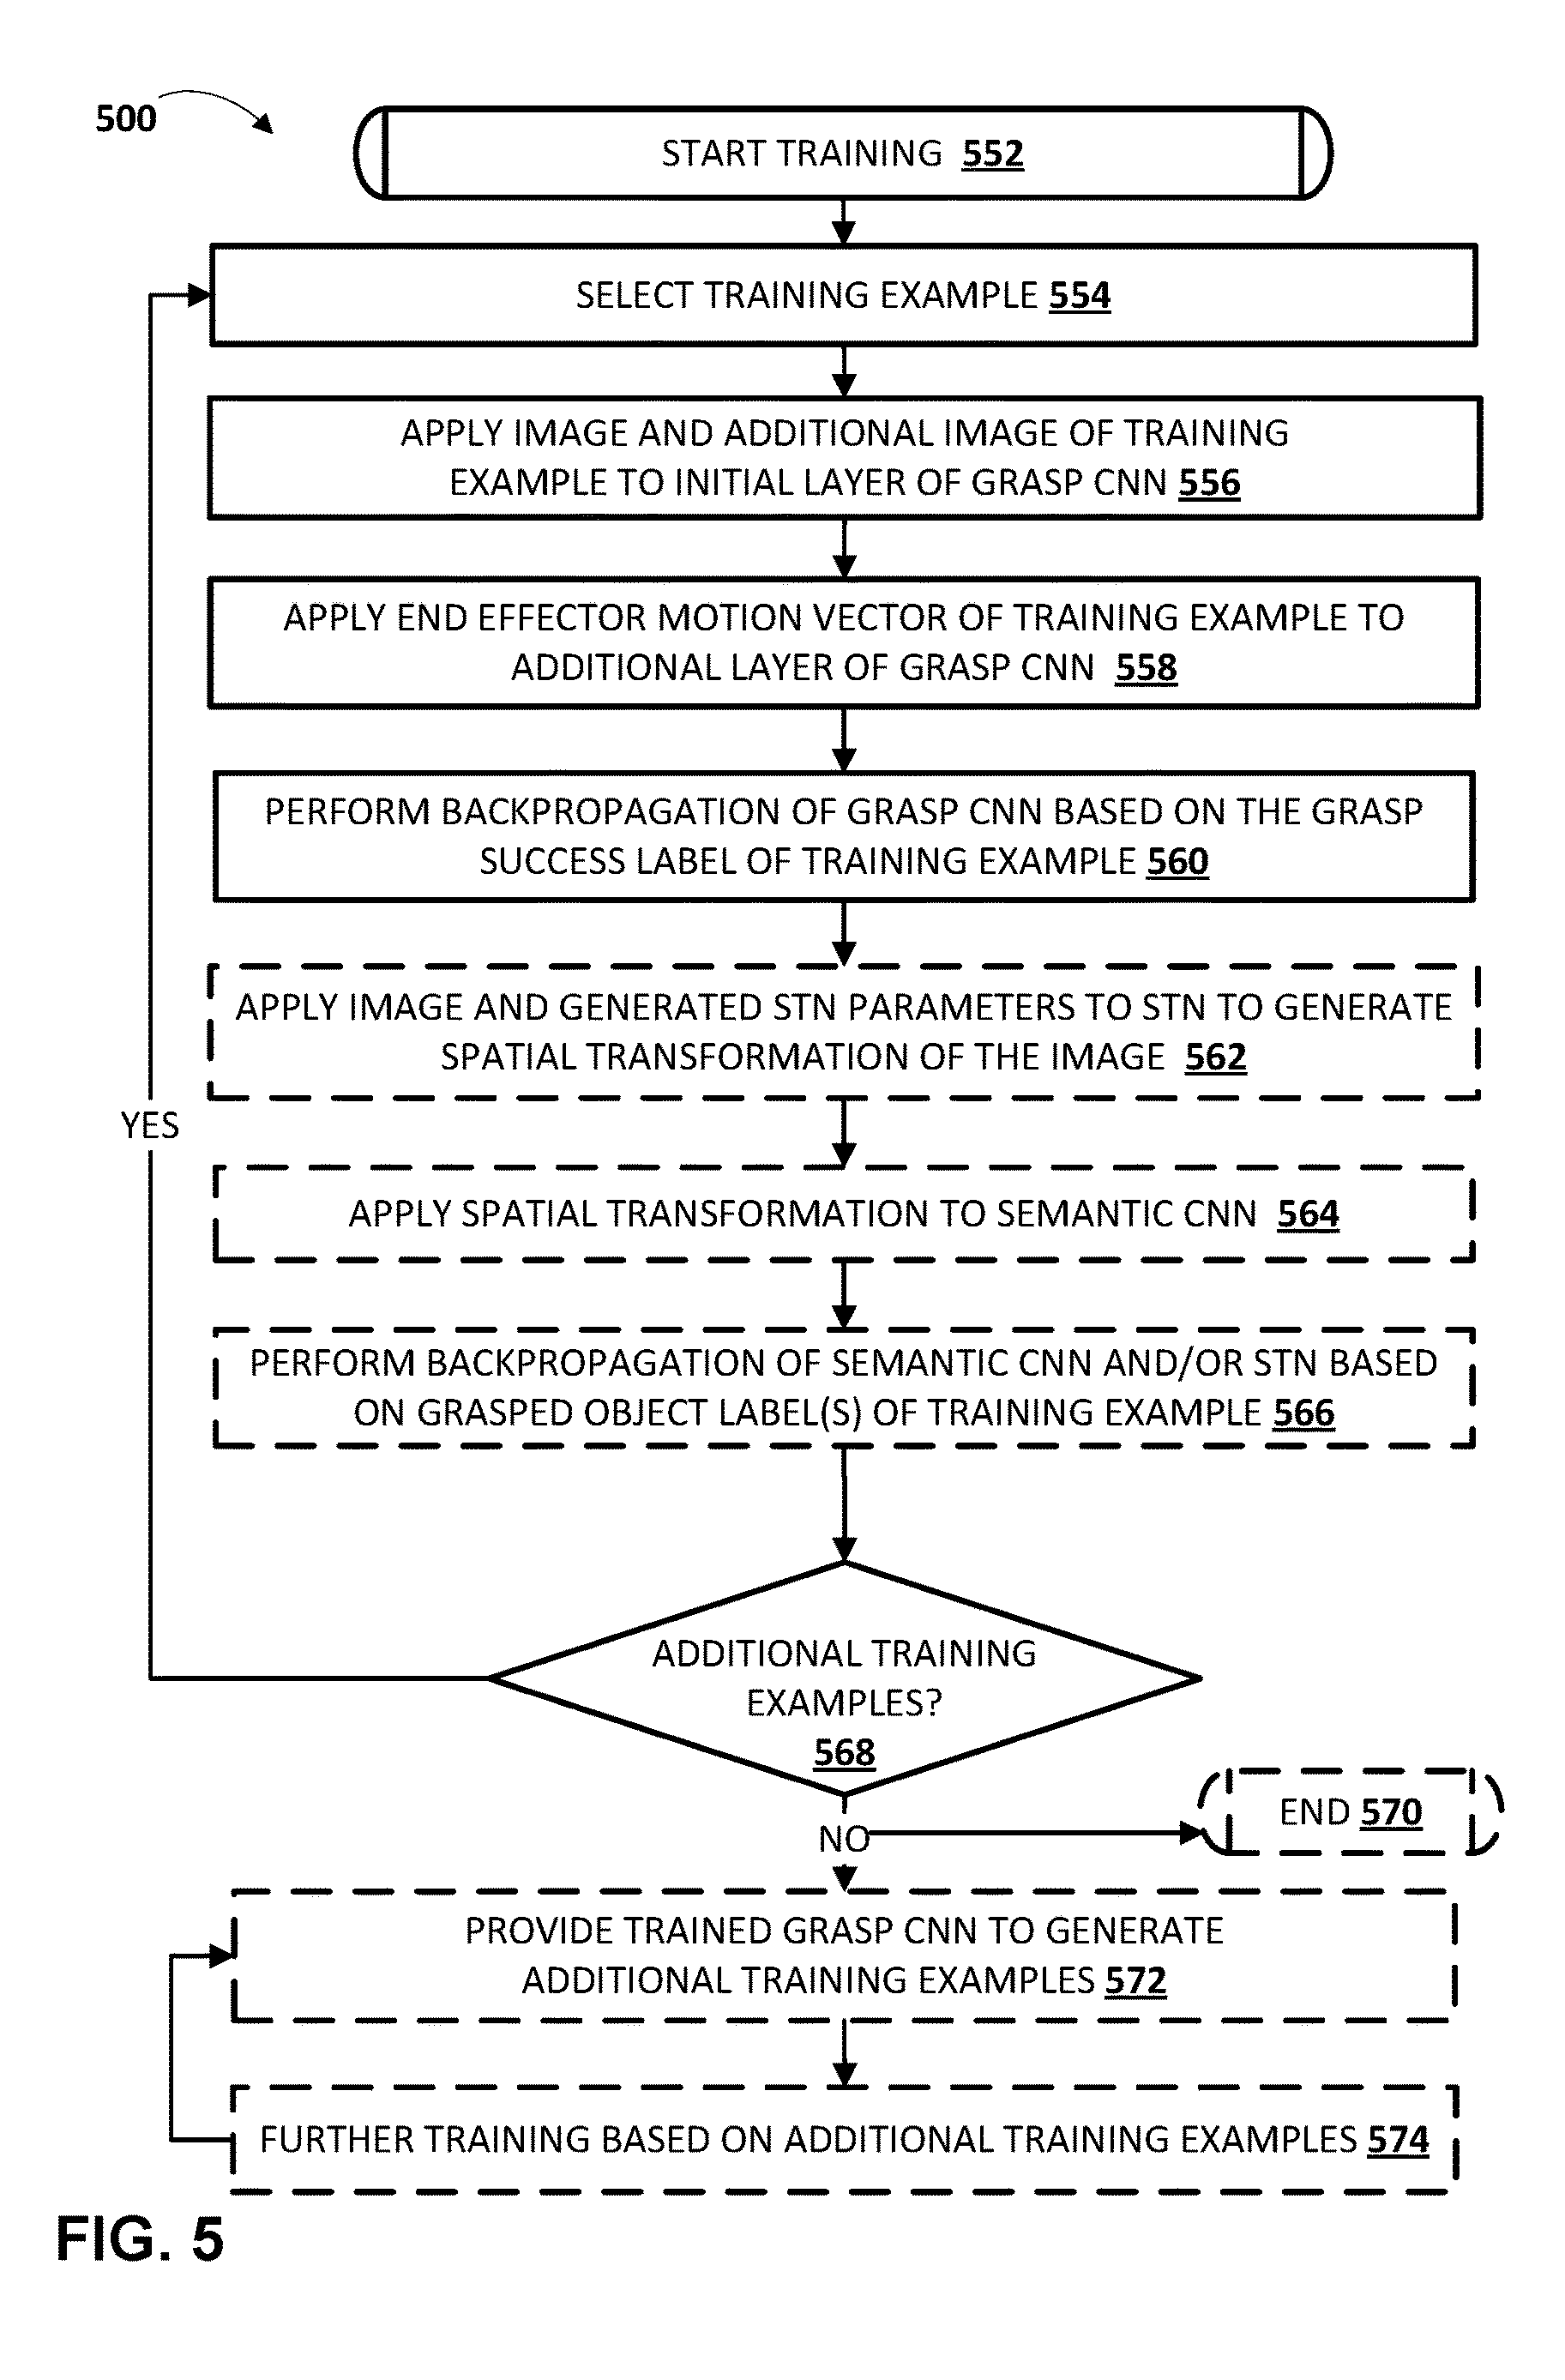 500
START TRAINING 552
SELECT TRAINING EXAMPLE 554
APPLY IMAGE AND ADDITIONAL IMAGE OF TRAINING
EXAMPLE TO INITIAL LAYER OF GRASP CNN 556
APPLY END EFFECTOR MOTION VECTOR OF TRAINING EXAMPLE TO
ADDITIONAL LAYER OF GRASP CNN 558
PERFORM BACKPROPAGATION OF GRASP CNN BASED ON THE GRASP
SUCCESS LABEL OF TRAINING EXAMPLE 560
APPLY IMAGE AND GENERATED STN PARAMETERS TO STN TO GENERATE
SPATIAL TRANSFORMATION OF THE IMAGE 562
YES
APPLY SPATIAL TRANSFORMATION TO SEMANTIC CNN 564
PERFORM BACKPROPAGATION OF SEMANTIC CNN AND/OR STN BASED
ON GRASPED OBJECT LABEL(S) OF TRAINING EXAMPLE 566
ADDITIONAL TRAINING
EXAMPLES?
568
END 570
NO
PROVIDE TRAINED GRASP CNN TO GENERATE
ADDITIONAL TRAINING EXAMPLES 572
FURTHER TRAINING BASED ON ADDITIONAL TRAINING EXAMPLES 574
FIG. 5